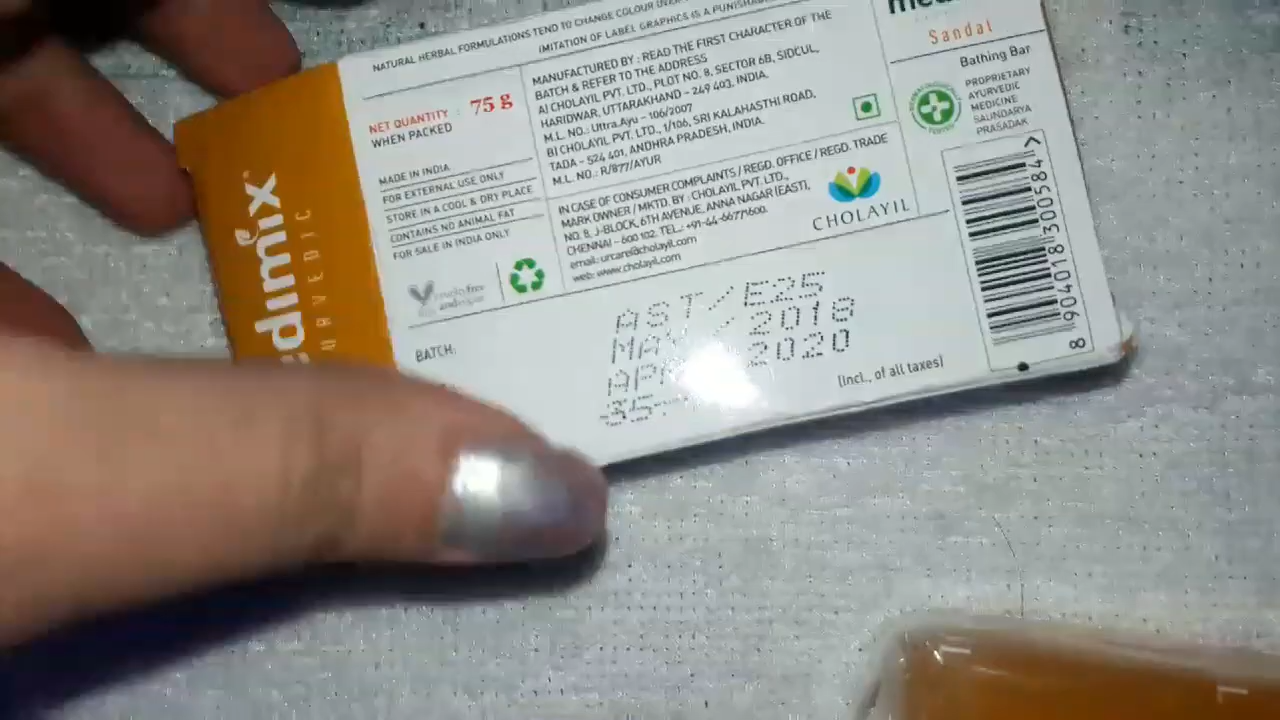 NATURAL HERBAL FORMULATIONS TEND TO CHANGE COLOUR OVER
IMITATION OF LABEL GRAPHICS IS A
NET QUANTITY : 75 g
WHEN PACKED
MADE IN INDIA
FOR EXTERNAL USE ONLY
STORE IN A COOL & DRY PLACE
CONTAINS NO ANIMAL FAT
FOR SALE IN INDIA ONLY
MANUFACTURED BY : READ THE FIRST CHARACTER OF THE
BATCH & REFER TO THE ADDRESS
A) CHOLAYIL PVT. LTD., PLOT NO. 8, SECTOR 6B, SIDCUL,
HARIDWAR, UTTARAKHAND - 249 403, INDIA.
M.L. NO.: Uttra.Ayu - 106/2007
B) CHOLAYIL PVT. LTD., 1/106, SRI KALAHASTHI ROAD,
TADA - 524 401, ANDHRA PRADESH, INDIA.
M.L. NO.: R/877/AYUR
IN CASE OF CONSUMER COMPLAINTS / REGD. OFFICE / REGD. TRADE
MARK OWNER / MKTD. BY : CHOLAYIL PVT. LTD.,
NO. 8, J-BLOCK, 6TH AVENUE, ANNA NAGAR (EAST),
CHENNAI - 600 102. TEL.: +91-44-66771600.
email: urcare@cholayil.com
web: www.cholayil.com
CHOLAYIL
Sandal
Bathing Bar
PROPRIETARY
AYURVEDIC
MEDICINE
SAUNDARYA
PRASADAK
BATCH:
AST/E25
2018
2020
(Incl., of all taxes)
8 904018 300584